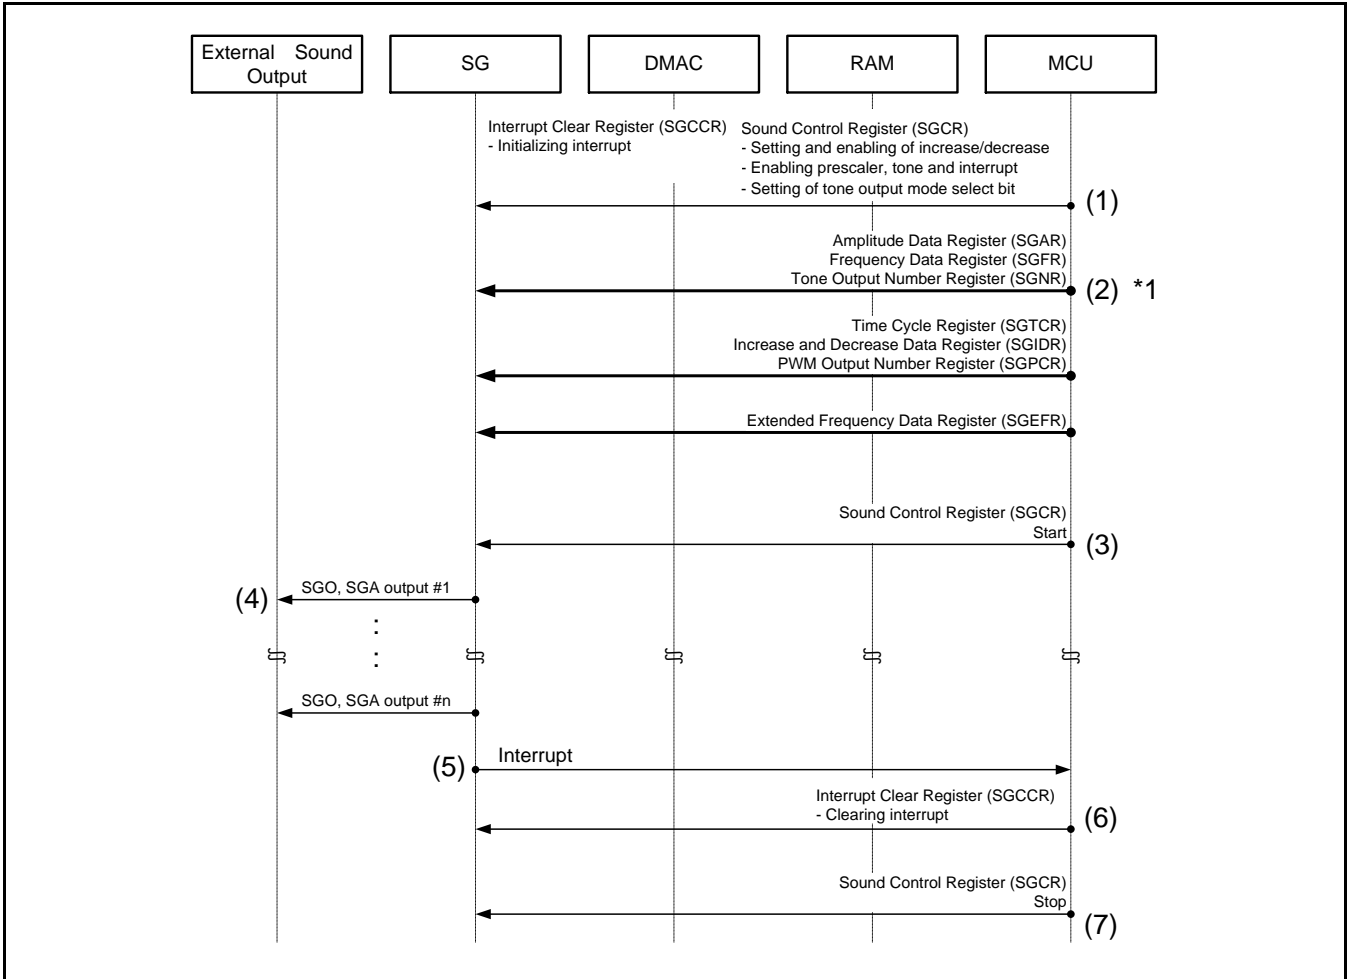 External Sound
Output
SG
DMAC
RAM
MCU
Interrupt Clear Register (SGCCR)
- Initializing interrupt
Sound Control Register (SGCR)
- Setting and enabling of increase/decrease
- Enabling prescaler, tone and interrupt
- Setting of tone output mode select bit
(1)
Amplitude Data Register (SGAR)
Frequency Data Register (SGFR)
Tone Output Number Register (SGNR)
(2) *1
Time Cycle Register (SGTCR)
Increase and Decrease Data Register (SGIDR)
PWM Output Number Register (SGPCR)
Extended Frequency Data Register (SGEFR)
Sound Control Register (SGCR)
Start
(3)
(4)
SGO, SGA output #1
SGO, SGA output #n
(5)
Interrupt
Interrupt Clear Register (SGCCR)
- Clearing interrupt
(6)
Sound Control Register (SGCR)
Stop
(7)